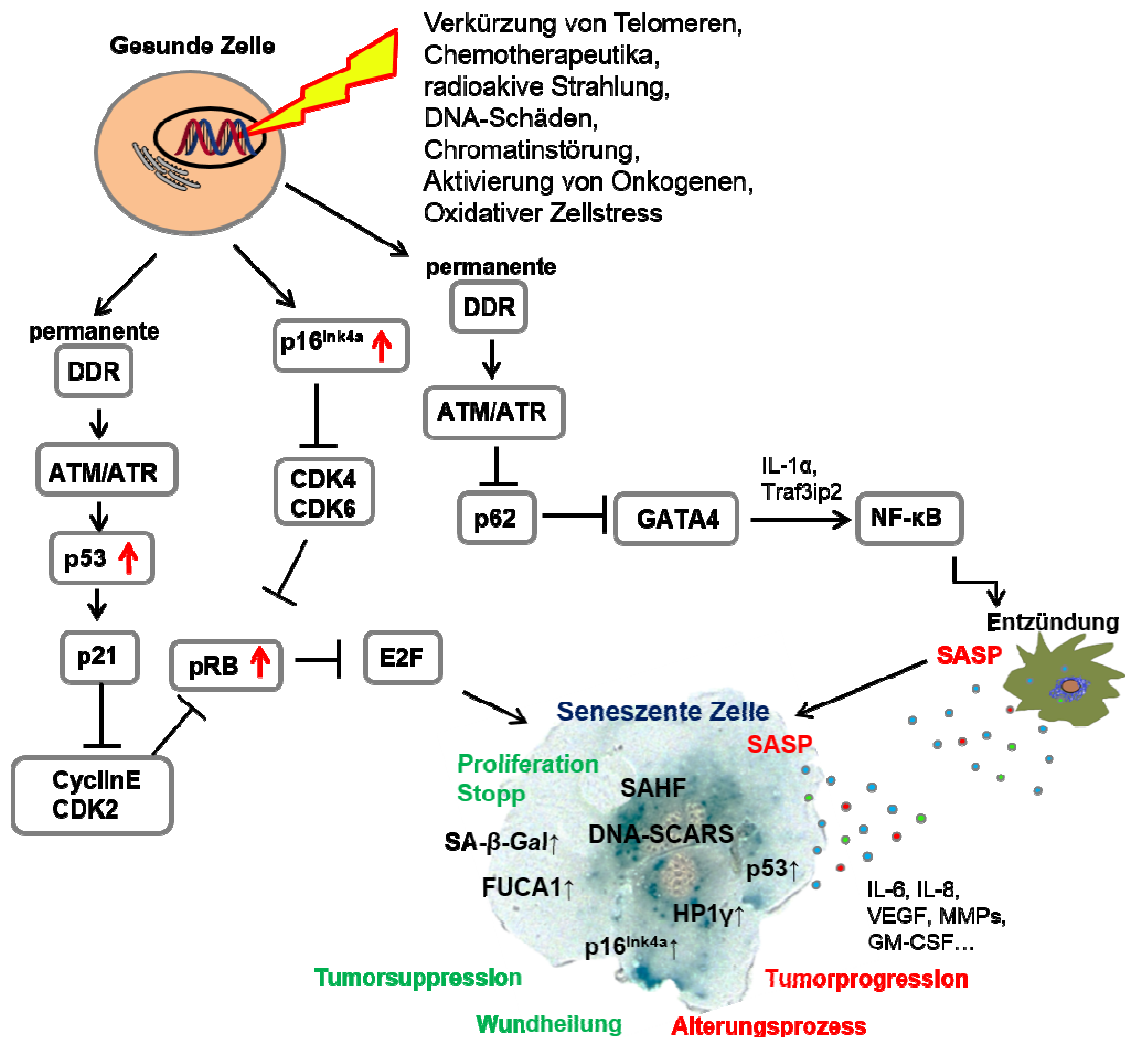 Gesunde Zelle
Verkürzung von Telomeren,
Chemotherapeutika,
radioakive Strahlung,
DNA-Schäden,
Chromatinstörung,
Aktivierung von Onkogenen,
Oxidativer Zellstress
permanente
DDR
ATM/ATR
p53
p21
CyclinE
CDK2
p16Ink4a
CDK4
CDK6
pRB
E2F
permanente
DDR
ATM/ATR
p62
GATA4
IL-1α,
Traf3ip2
NF-κB
Entzündung
SASP
Seneszente Zelle
SASP
Proliferation
Stopp
SAHF
DNA-SCARS
SA-β-Gal↑
p53↑
FUCA1↑
HP1γ↑
p16Ink4a↑
IL-6, IL-8,
VEGF, MMPs,
GM-CSF…
Tumorsuppression
Tumorprogression
Wundheilung
Alterungsprozess